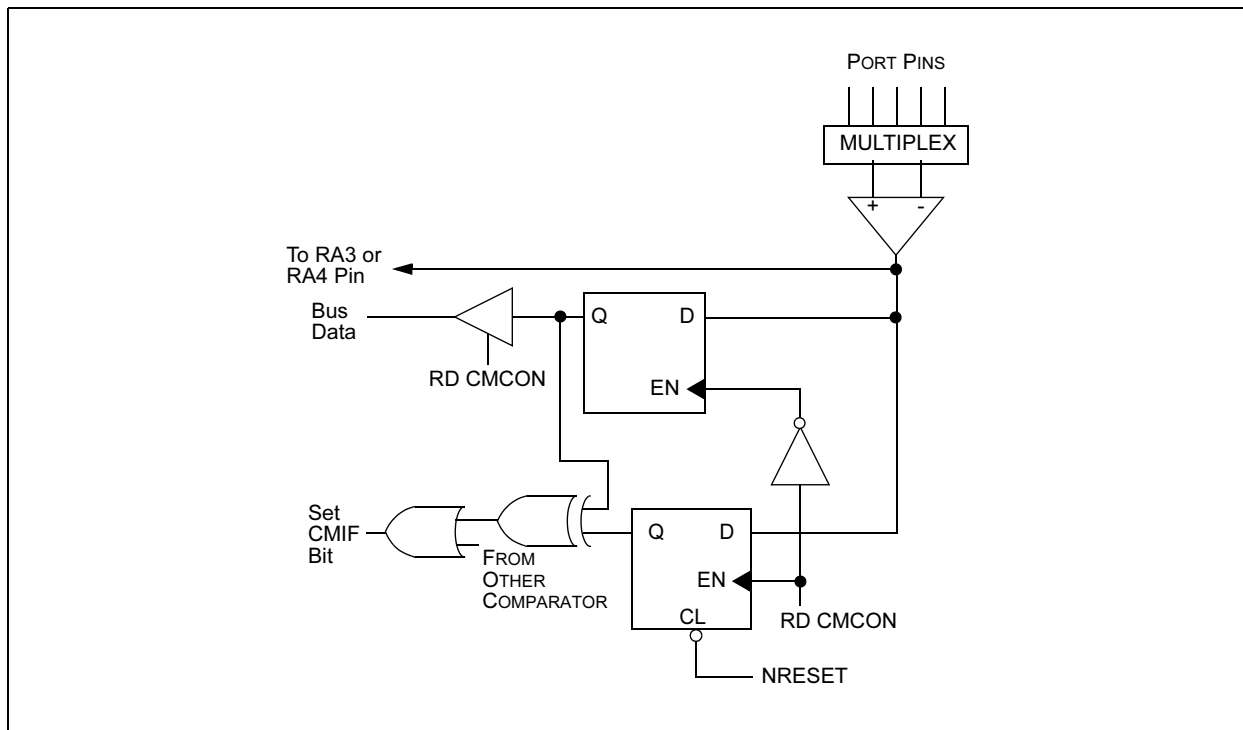 PORT PINS
MULTIPLEX
+ -
To RA3 or
RA4 Pin
Bus
Data
RD CMCON
Q D
EN
Set
CMIF
Bit
FROM
OTHER
COMPARATOR
Q D
EN
CL
RD CMCON
NRESET